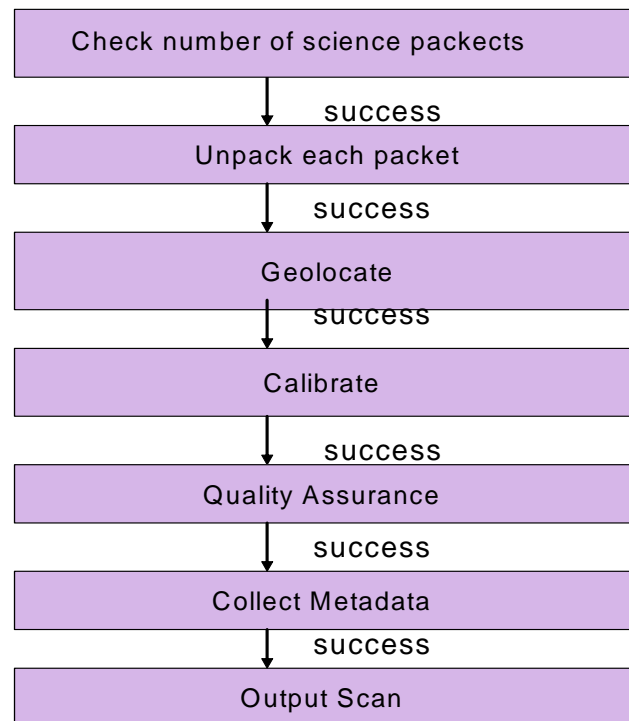 Check number of science packects
success
Unpack each packet
success
Geolocate
success
Calibrate
success
Quality Assurance
success
Collect Metadata
success
Output Scan